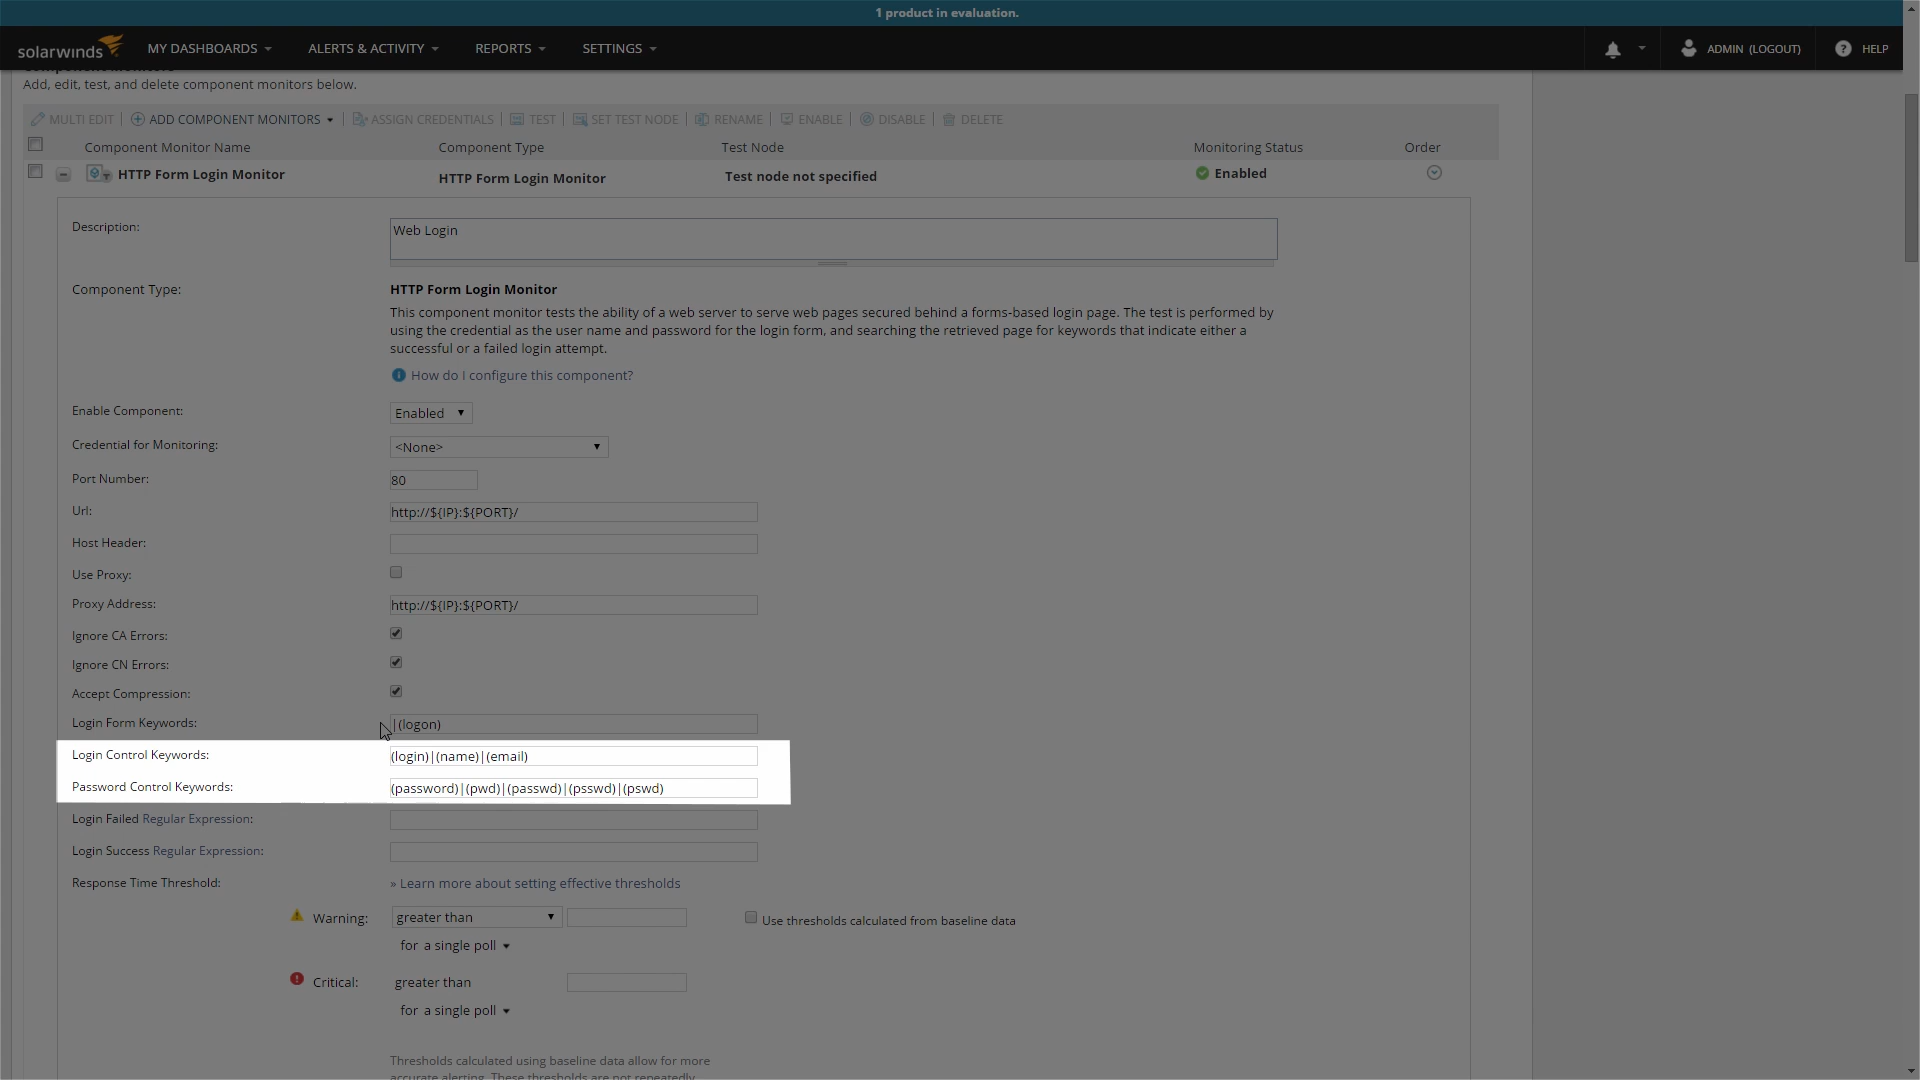 1 product in evaluation.
solarwinds MY DASHBOARDS ALERTS & ACTIVITY REPORTS SETTINGS ADMIN (LOGOUT) ? HELP
Add, edit, test, and delete component monitors below.
MULTI EDIT | ADD COMPONENT MONITORS | ASSIGN CREDENTIALS | TEST | SET TEST NODE | RENAME | ENABLE | DISABLE | DELETE
Component Monitor Name Component Type Test Node Monitoring Status Order
HTTP Form Login Monitor HTTP Form Login Monitor Test node not specified Enabled
Description: Web Login
Component Type: HTTP Form Login Monitor
This component monitor tests the ability of a web server to serve web pages secured behind a forms-based login page. The test is performed by
using the credential as the user name and password for the login form, and searching the retrieved page for keywords that indicate either a
successful or a failed login attempt.
How do I configure this component?
Enable Component: Enabled
Credential for Monitoring: <None>
Port Number: 80
Url: http://${IP}:${PORT}/
Host Header:
Use Proxy:
Proxy Address: http://${IP}:${PORT}/
Ignore CA Errors:
Ignore CN Errors:
Accept Compression:
Login Form Keywords: |(logon)
Login Control Keywords: (login)|(name)|(email)
Password Control Keywords: (password)|(pwd)|(passwd)|(psswd)|(pswd)
Login Failed Regular Expression:
Login Success Regular Expression:
Response Time Threshold: » Learn more about setting effective thresholds
Warning: greater than Use thresholds calculated from baseline data
for a single poll
Critical: greater than
for a single poll
Thresholds calculated using baseline data allow for more
accurate alerting. These thresholds are not repeatedly